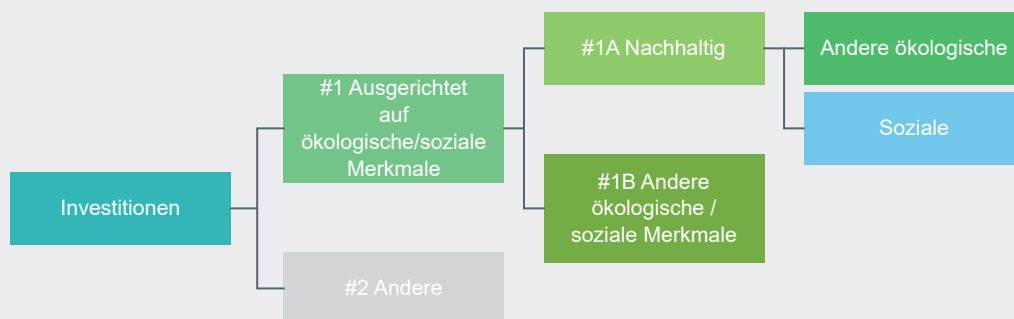 Investitionen
#1 Ausgerichtet
auf
ökologische/soziale
Merkmale
#2 Andere
#1A Nachhaltig
#1B Andere
ökologische /
soziale Merkmale
Andere ökologische
Soziale